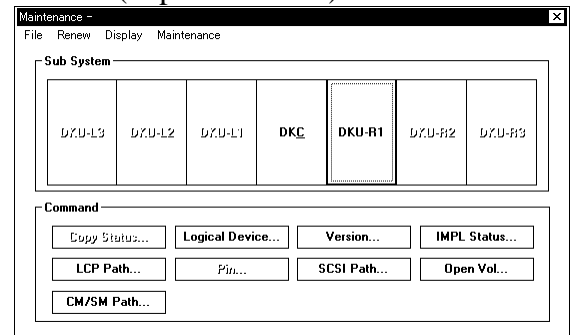 Maintenance –
File Renew Display Maintenance
Sub System
DKU-L3 DKU-L2 DKU-L1 DKC DKU-R1 DKU-R2 DKU-R3
Command
Copy Status... Logical Device... Version... IMPL Status...
LCP Path... Pin... SCSI Path... Open Vol...
CM/SM Path...